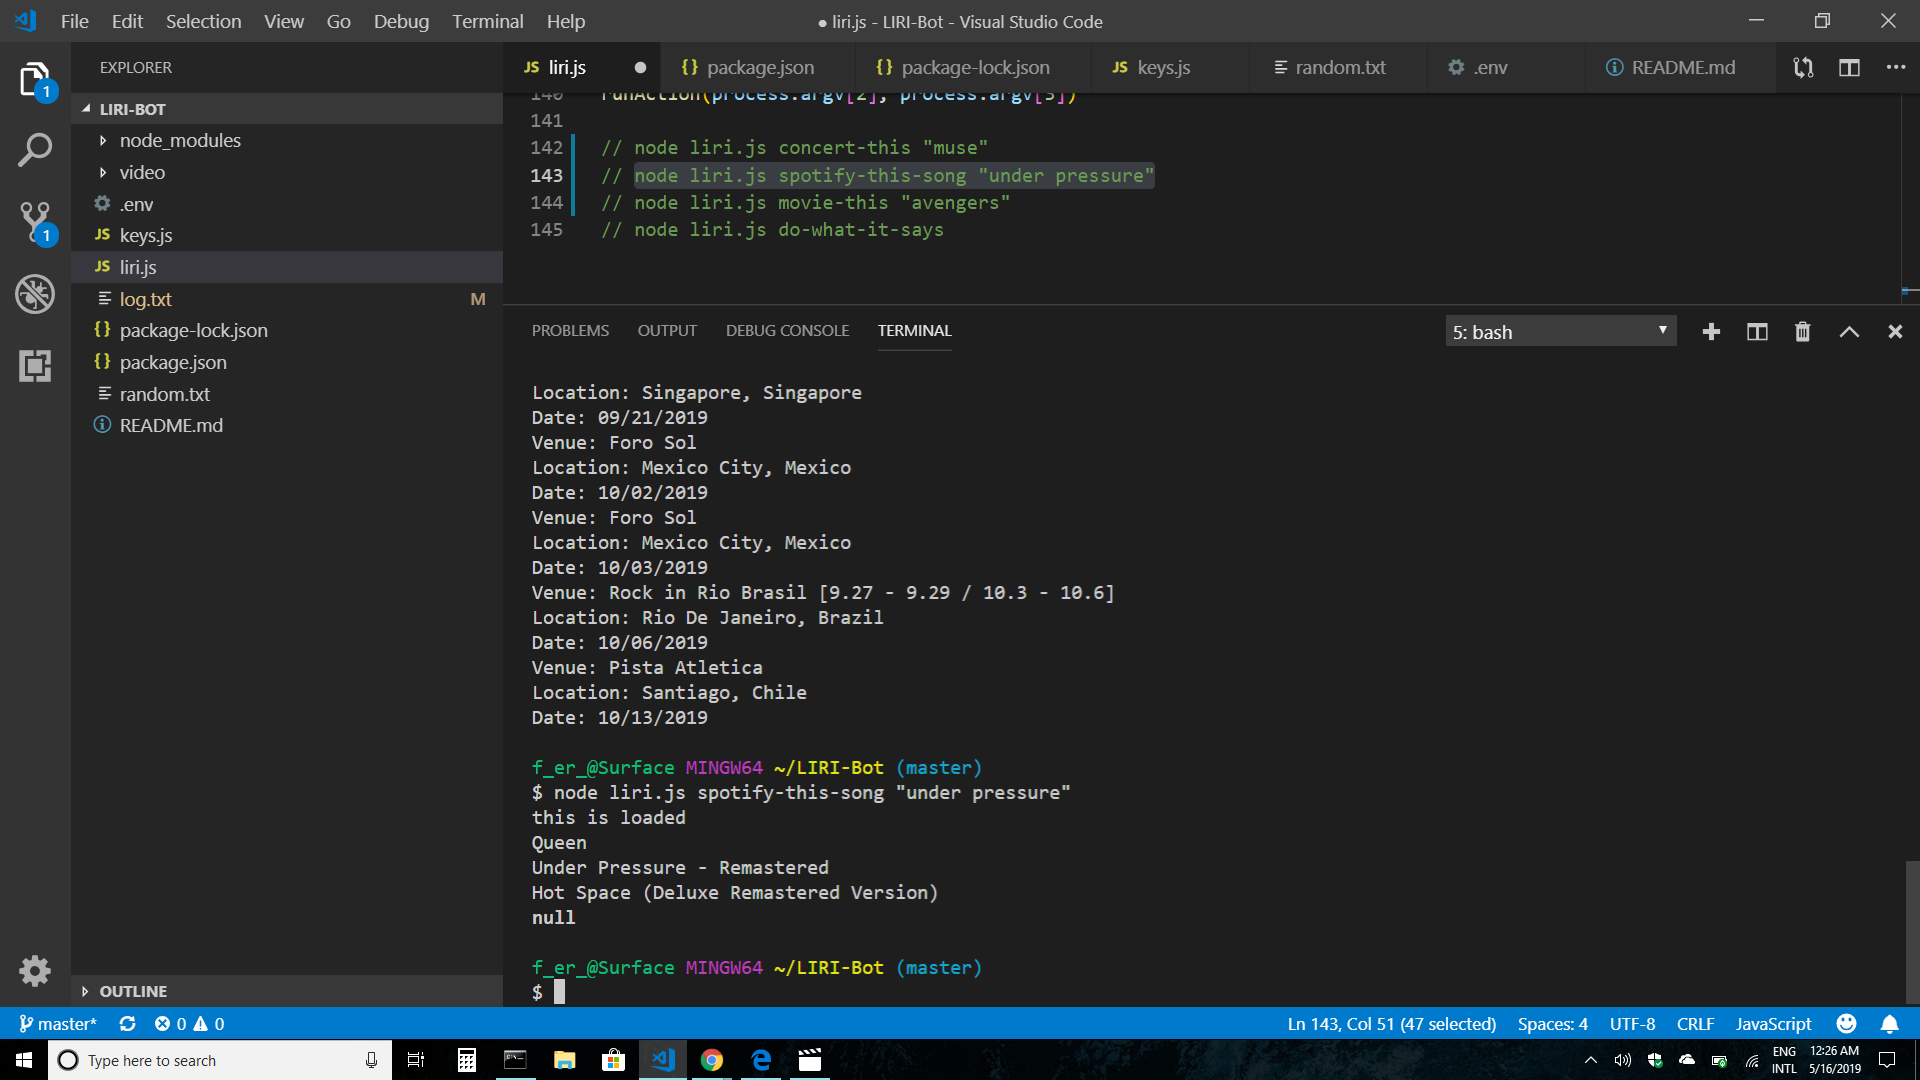 File Edit Selection View Go Debug Terminal Help
● liri.js - LIRI-Bot - Visual Studio Code
EXPLORER
JS liri.js ●
{} package.json
{} package-lock.json
JS keys.js
random.txt
.env
README.md
1
LIRI-BOT
node_modules
video
.env
1
JS keys.js
JS liri.js
log.txt M
{} package-lock.json
{} package.json
random.txt
README.md
OUTLINE
140 runAction(process.argv[2], process.argv[3])
141
142 // node liri.js concert-this "muse"
143 // node liri.js spotify-this-song "under pressure"
144 // node liri.js movie-this "avengers"
145 // node liri.js do-what-it-says
PROBLEMS OUTPUT DEBUG CONSOLE TERMINAL
5: bash
Location: Singapore, Singapore
Date: 09/21/2019
Venue: Foro Sol
Location: Mexico City, Mexico
Date: 10/02/2019
Venue: Foro Sol
Location: Mexico City, Mexico
Date: 10/03/2019
Venue: Rock in Rio Brasil [9.27 - 9.29 / 10.3 - 10.6]
Location: Rio De Janeiro, Brazil
Date: 10/06/2019
Venue: Pista Atletica
Location: Santiago, Chile
Date: 10/13/2019
f_er_@Surface MINGW64 ~/LIRI-Bot (master)
$ node liri.js spotify-this-song "under pressure"
this is loaded
Queen
Under Pressure - Remastered
Hot Space (Deluxe Remastered Version)
null
f_er_@Surface MINGW64 ~/LIRI-Bot (master)
$
master* 0 0
Ln 143, Col 51 (47 selected) Spaces: 4 UTF-8 CRLF JavaScript
Type here to search
ENG
INTL
12:26 AM
5/16/2019